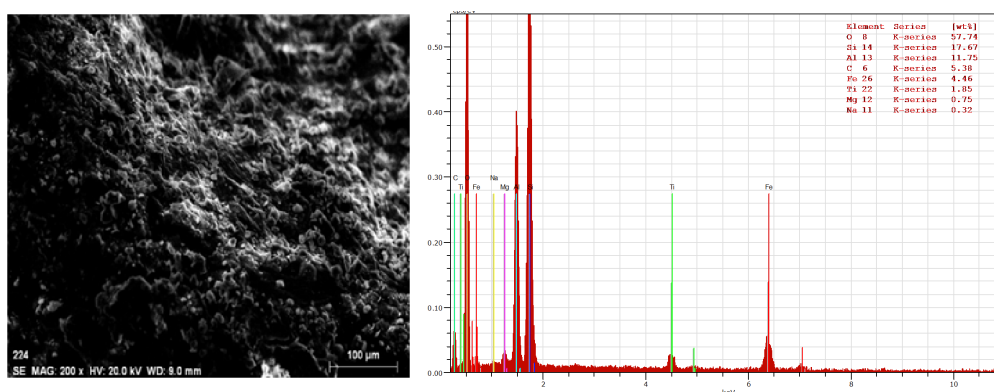 224
SE MAG: 200 x HV: 20.0 kV WD: 9.0 mm
100 µm
Element Series [wt%]
O 8 K-series 57.74
Si 14 K-series 17.67
Al 13 K-series 11.75
C 6 K-series 5.38
Fe 26 K-series 4.46
Ti 22 K-series 1.85
Mg 12 K-series 0.75
Na 11 K-series 0.32
0.50
0.40
0.30
0.20
0.10
0.00
C
Na
Ti Fe Mg
Ti
Fe
2 4 6 8 10